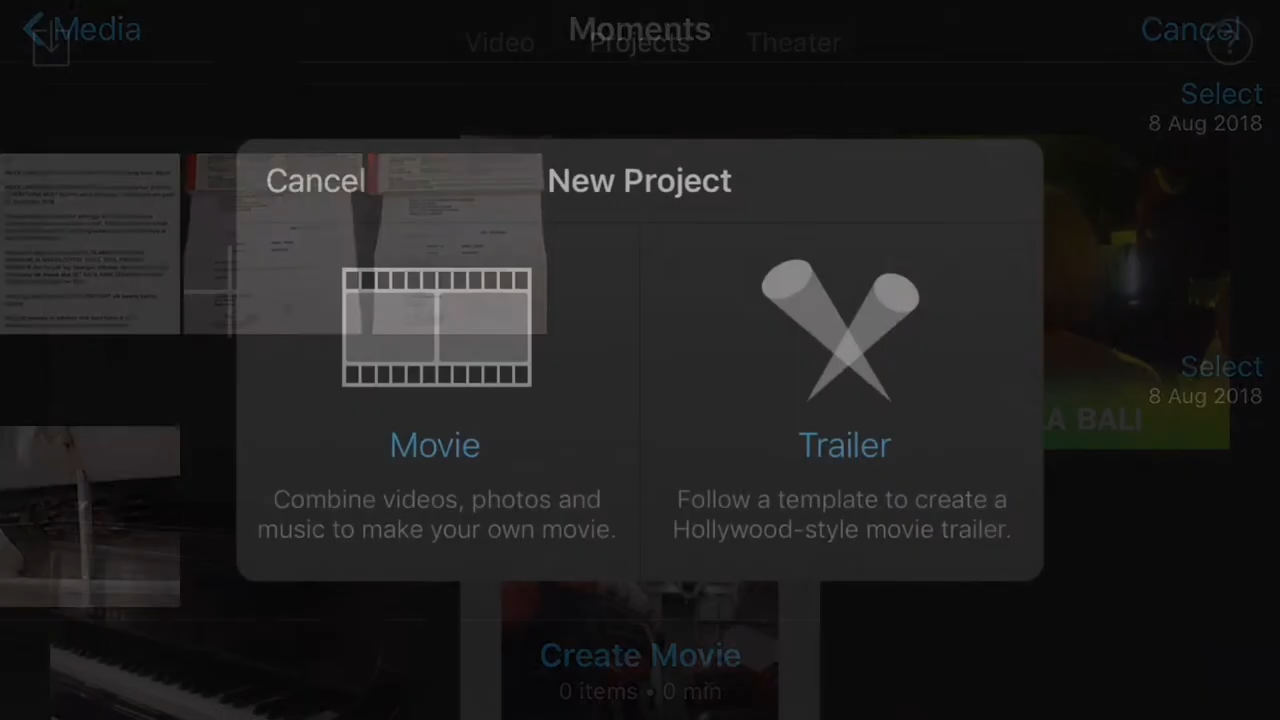 Media
Moments
Cancel
Video
Projects
Theater
?
Select
8 Aug 2018
Cancel
New Project
Select
8 Aug 2018
A BALI
Movie
Trailer
Combine videos, photos and
music to make your own movie.
Follow a template to create a
Hollywood-style movie trailer.
Create Movie
0 items • 0 min